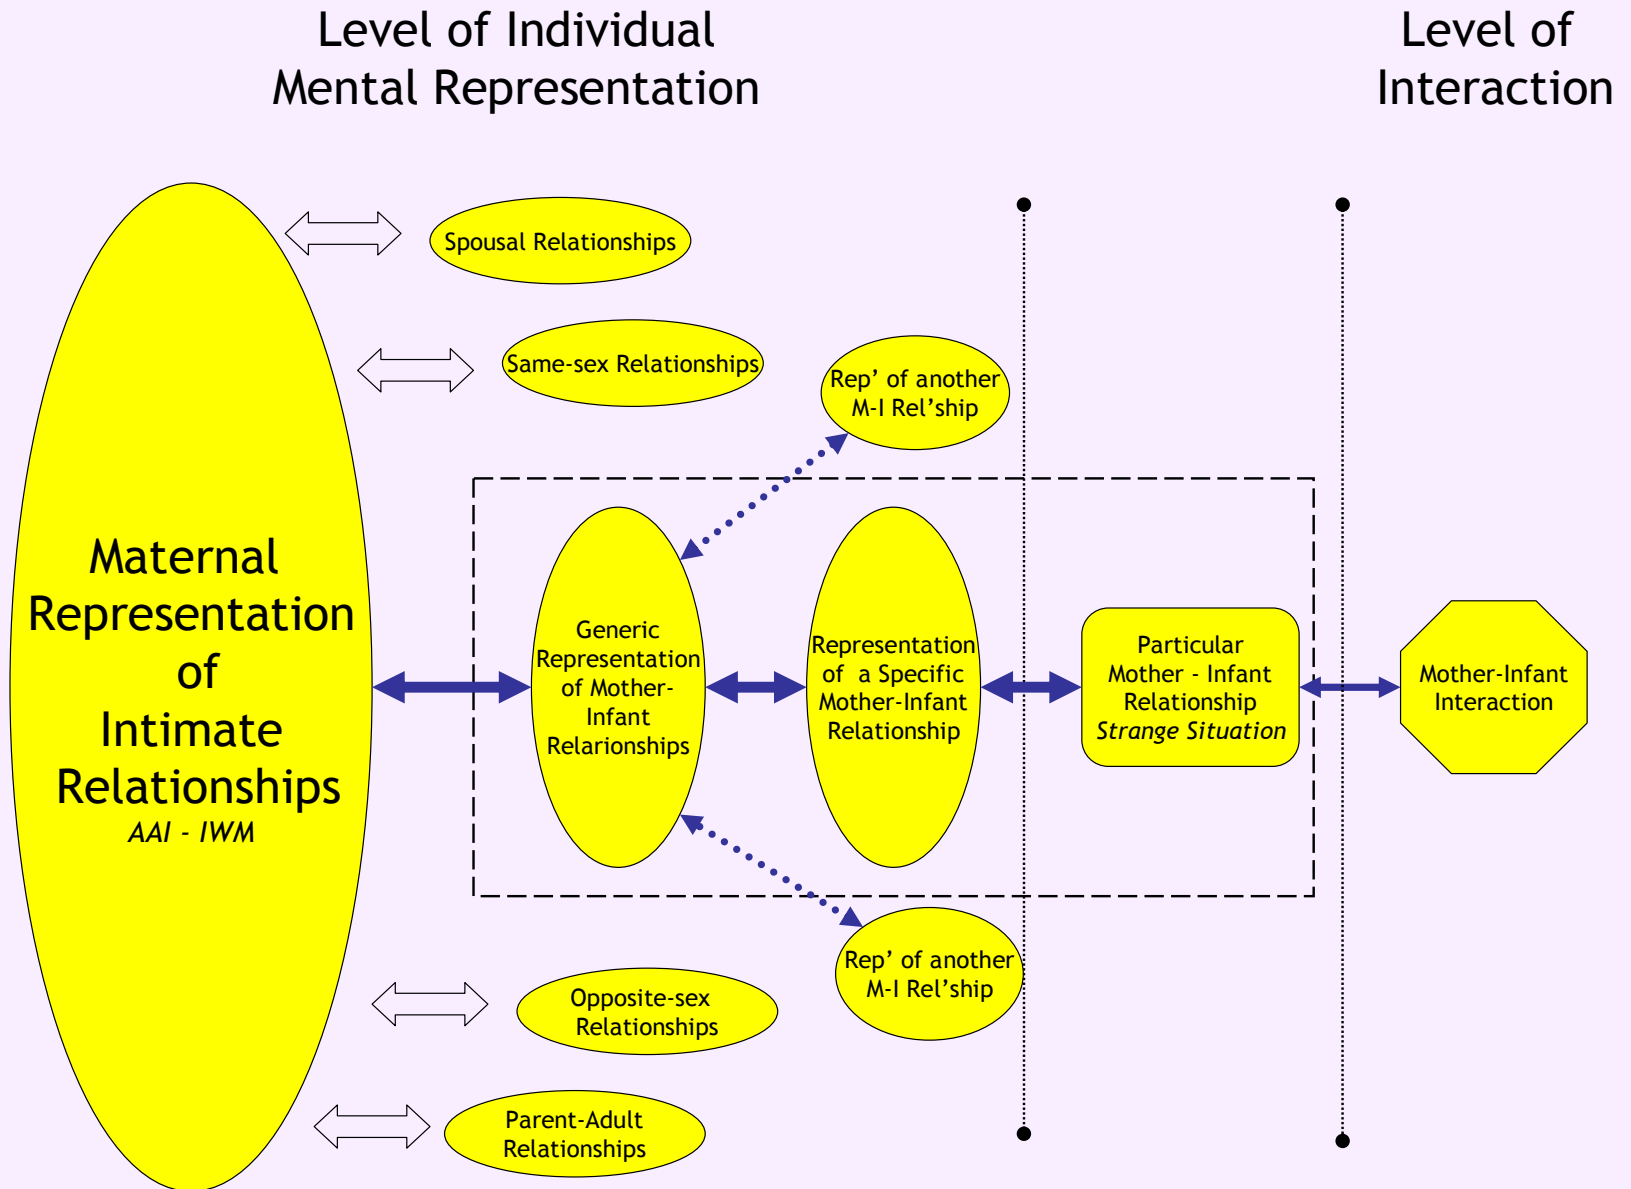 Level of Individual
Mental Representation
Level of
Interaction
Spousal Relationships
Same-sex Relationships
Rep’ of another
M-I Rel’ship
Maternal
Representation
of
Intimate
Relationships
AAI - IWM
Generic
Representation
of Mother-
Infant
Relarionships
Representation
of a Specific
Mother-Infant
Relationship
Particular
Mother - Infant
Relationship
Strange Situation
Mother-Infant
Interaction
Rep’ of another
M-I Rel’ship
Opposite-sex
Relationships
Parent-Adult
Relationships